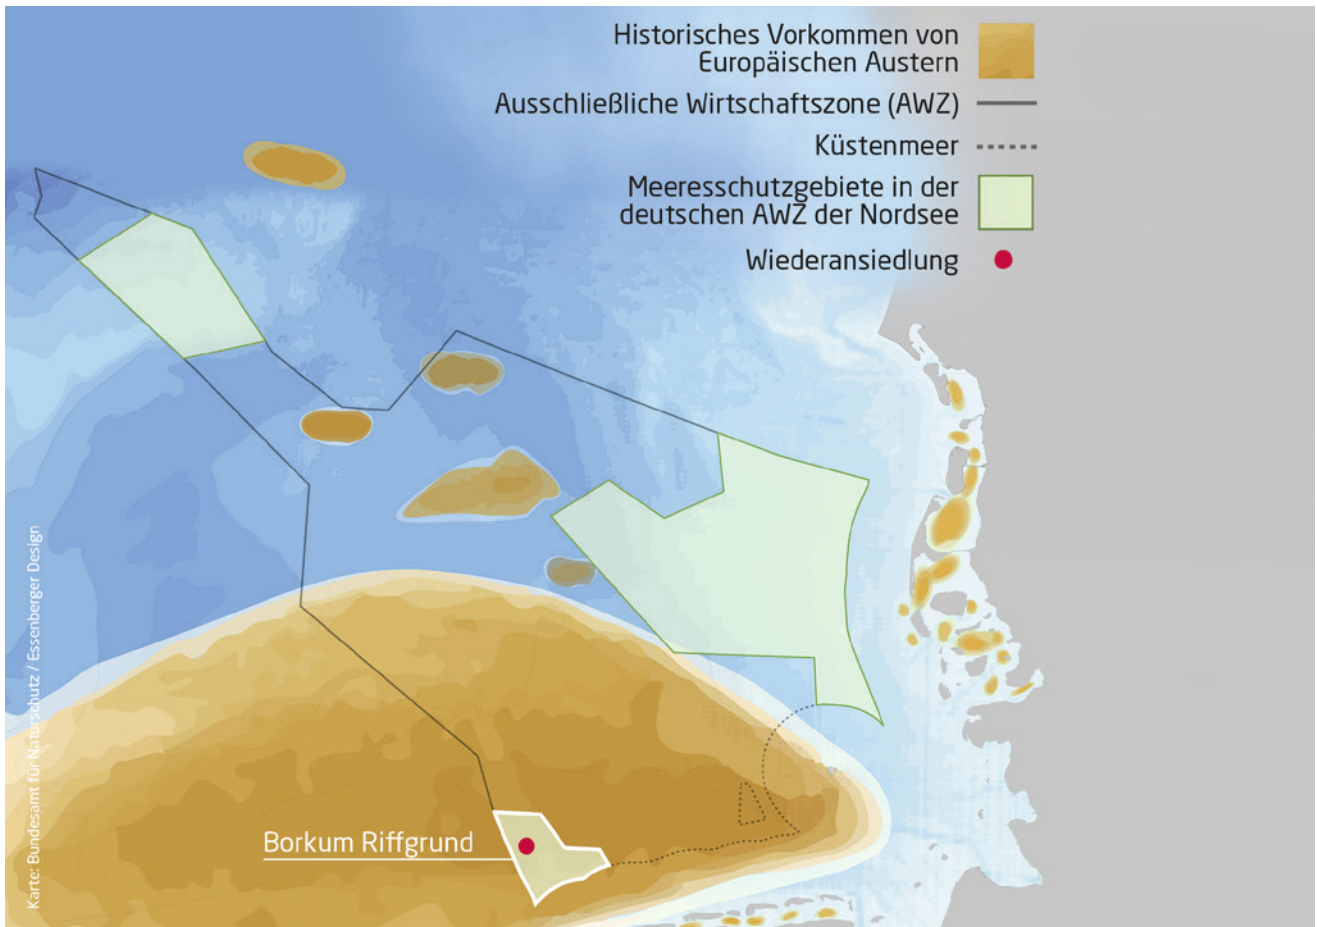 Historisches Vorkommen von
Europäischen Austern
Ausschließliche Wirtschaftszone (AWZ)
Küstenmeer
Meeresschutzgebiete in der
deutschen AWZ der Nordsee
Wiederansiedlung
Borkum Riffgrund
Karte: Bundesamt für Naturschutz / Essenberger Design